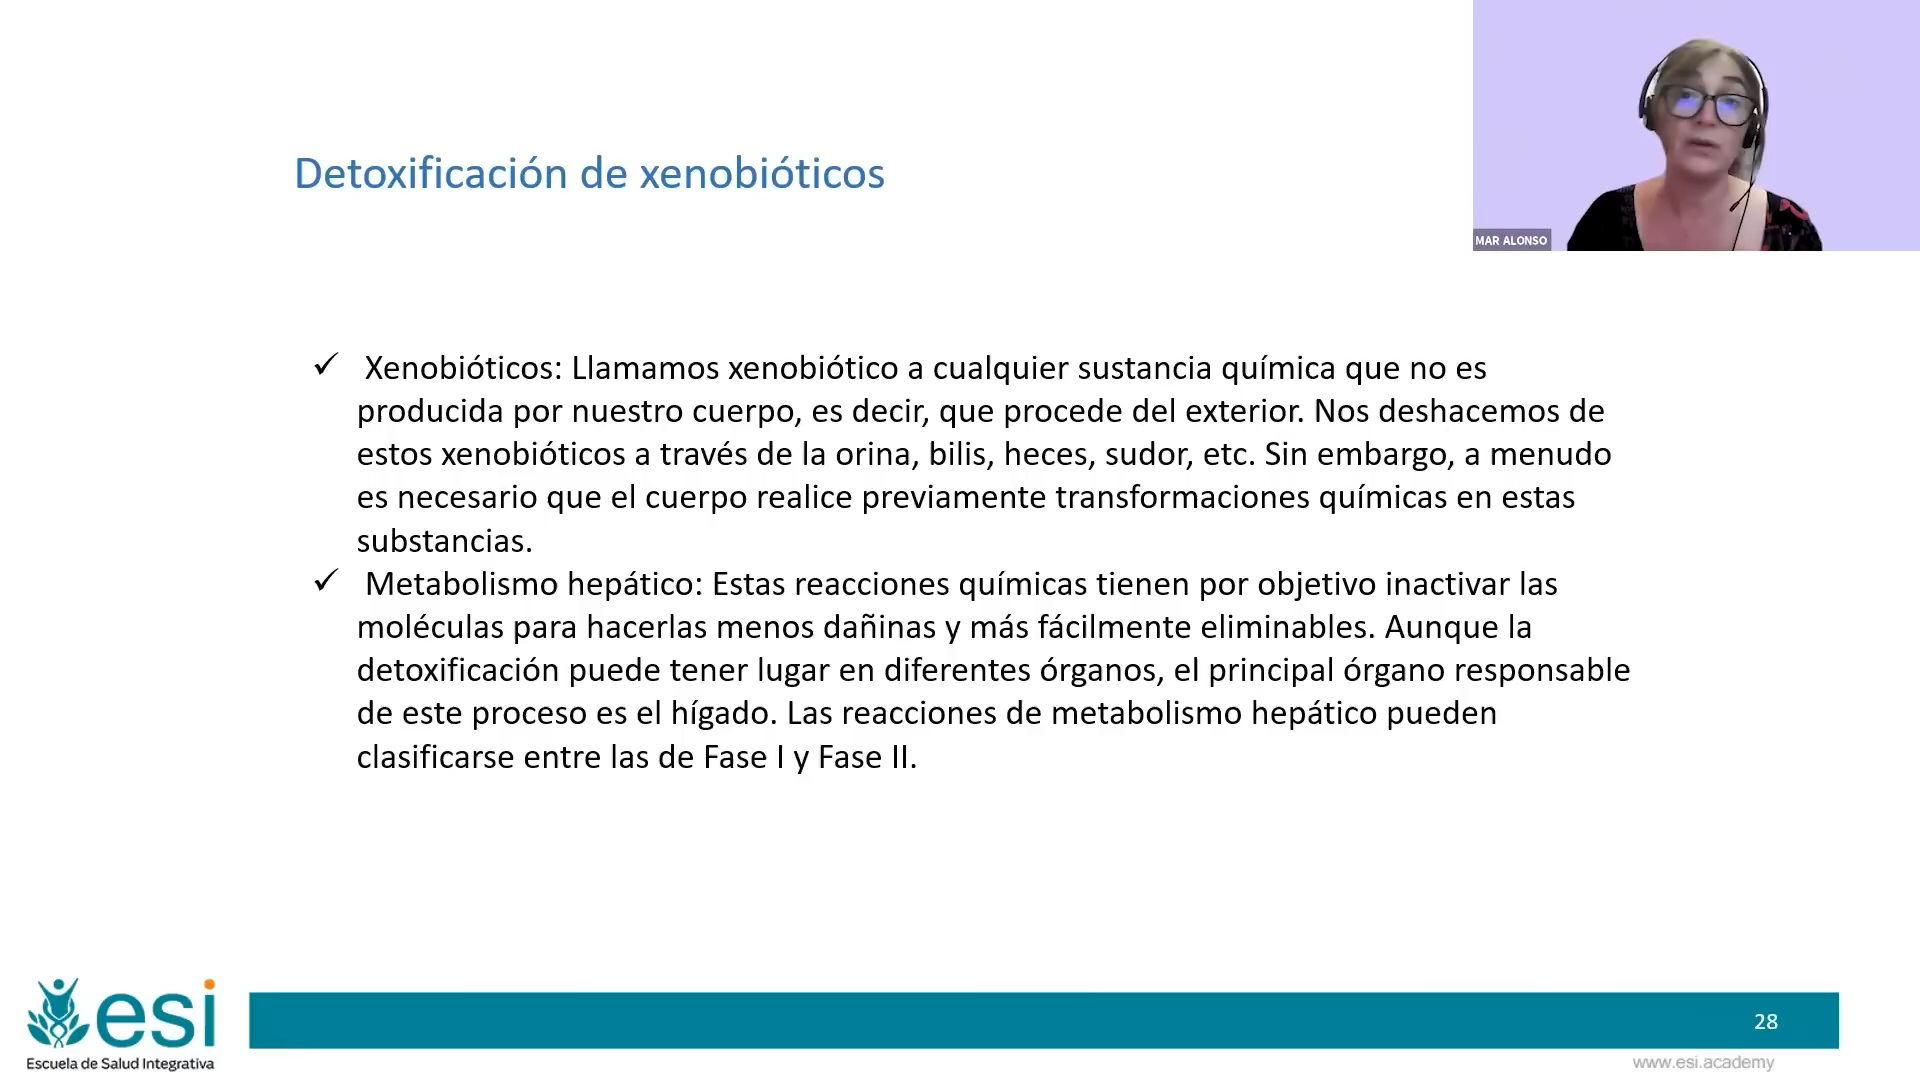 MAR ALONSO
Detoxificación de xenobióticos
✓ Xenobióticos: Llamamos xenobiótico a cualquier sustancia química que no es
producida por nuestro cuerpo, es decir, que procede del exterior. Nos deshacemos de
estos xenobióticos a través de la orina, bilis, heces, sudor, etc. Sin embargo, a menudo
es necesario que el cuerpo realice previamente transformaciones químicas en estas
substancias.
✓ Metabolismo hepático: Estas reacciones químicas tienen por objetivo inactivar las
moléculas para hacerlas menos dañinas y más fácilmente eliminables. Aunque la
detoxificación puede tener lugar en diferentes órganos, el principal órgano responsable
de este proceso es el hígado. Las reacciones de metabolismo hepático pueden
clasificarse entre las de Fase I y Fase II.
esi
Escuela de Salud Integrativa
28
www.esi.academy